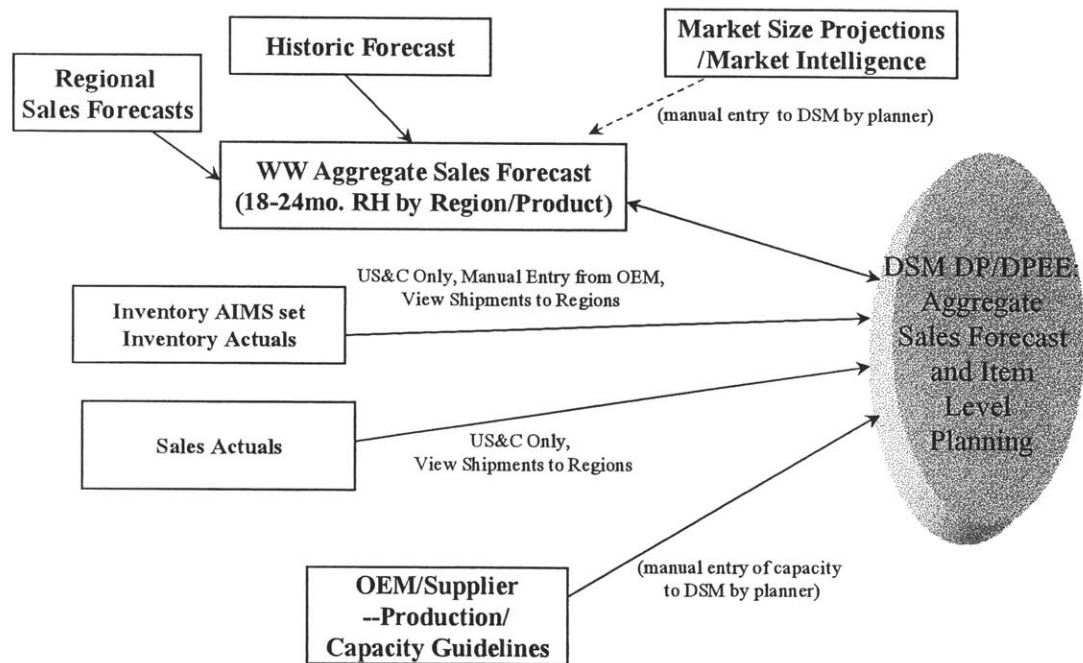 Historic Forecast
Market Size Projections
/Market Intelligence
Regional
Sales Forecasts
(manual entry to DSM by planner)
WW Aggregate Sales Forecast
(18-24mo. RH by Region/Product)
US&C Only, Manual Entry from OEM,
View Shipments to Regions
Inventory AIMS set
Inventory Actuals
DSM DP/DPEE:
Aggregate
Sales Forecast
and Item
Level
Planning
Sales Actuals
US&C Only,
View Shipments to Regions
OEM/Supplier
--Production/
Capacity Guidelines
(manual entry of capacity
to DSM by planner)